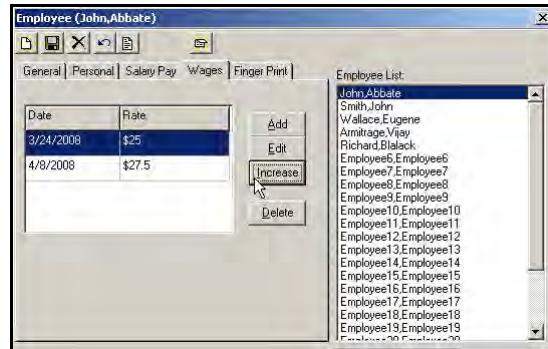 Employee (John,Abbate)
General Personal Salary Pay Wages Finger Print
Date Rate
3/24/2008 $25
4/8/2008 $27.5
Add
Edit
Increase
Delete
Employee List:
John,Abbate
Smith,John
Wallace,Eugene
Armitrage,Vijay
Richard,Blalack
Employee6,Employee6
Employee7,Employee7
Employee8,Employee8
Employee9,Employee9
Employee10,Employee10
Employee11,Employee11
Employee12,Employee12
Employee13,Employee13
Employee14,Employee14
Employee15,Employee15
Employee16,Employee16
Employee17,Employee17
Employee18,Employee18
Employee19,Employee19